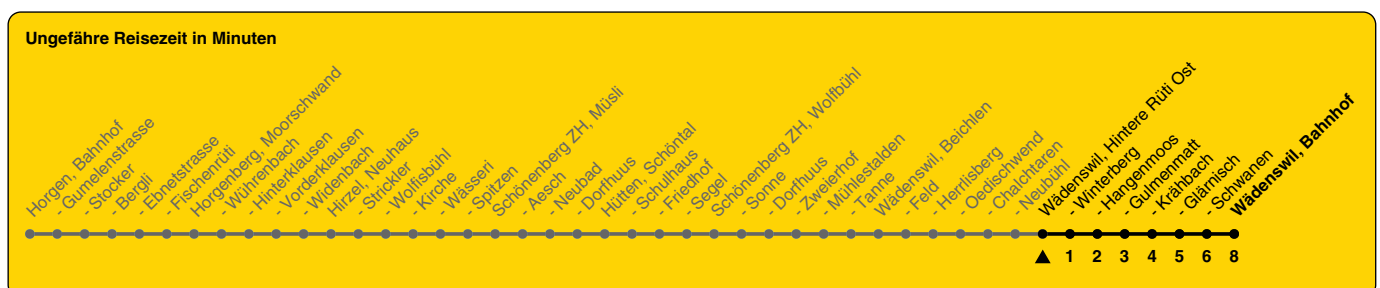 Ungefähre Reisezeit in Minuten
Horgen, Bahnhof
- Gumelenstrasse
- Stocker
- Bergli
- Ebnetstrasse
- Fischenrüti
Horgenberg, Moorschwand
- Wührenbach
- Hinterklausen
- Vorderklausen
- Widenbach
Hirzel, Neuhaus
- Strickler
- Wolfisbühl
- Kirche
- Wässeri
- Spitzen
Schönenberg ZH, Müsli
- Aesch
- Neubad
- Dorfhuus
Hütten, Schöntal
- Schulhaus
- Friedhof
- Segel
Schönenberg ZH, Wolfbühl
- Sonne
- Dorfhuus
- Zweierhof
- Mühlestalden
- Tanne
Wädenswil, Beichlen
- Feld
- Herrlisberg
- Oedischwend
- Chalchtaren
- Neubühl
Wädenswil, Hintere Rüti Ost
- Winterberg
- Hangenmoos
- Gulmenmatt
- Krähbach
- Glärnisch
- Schwanen
Wädenswil, Bahnhof
1 2 3 4 5 6 8